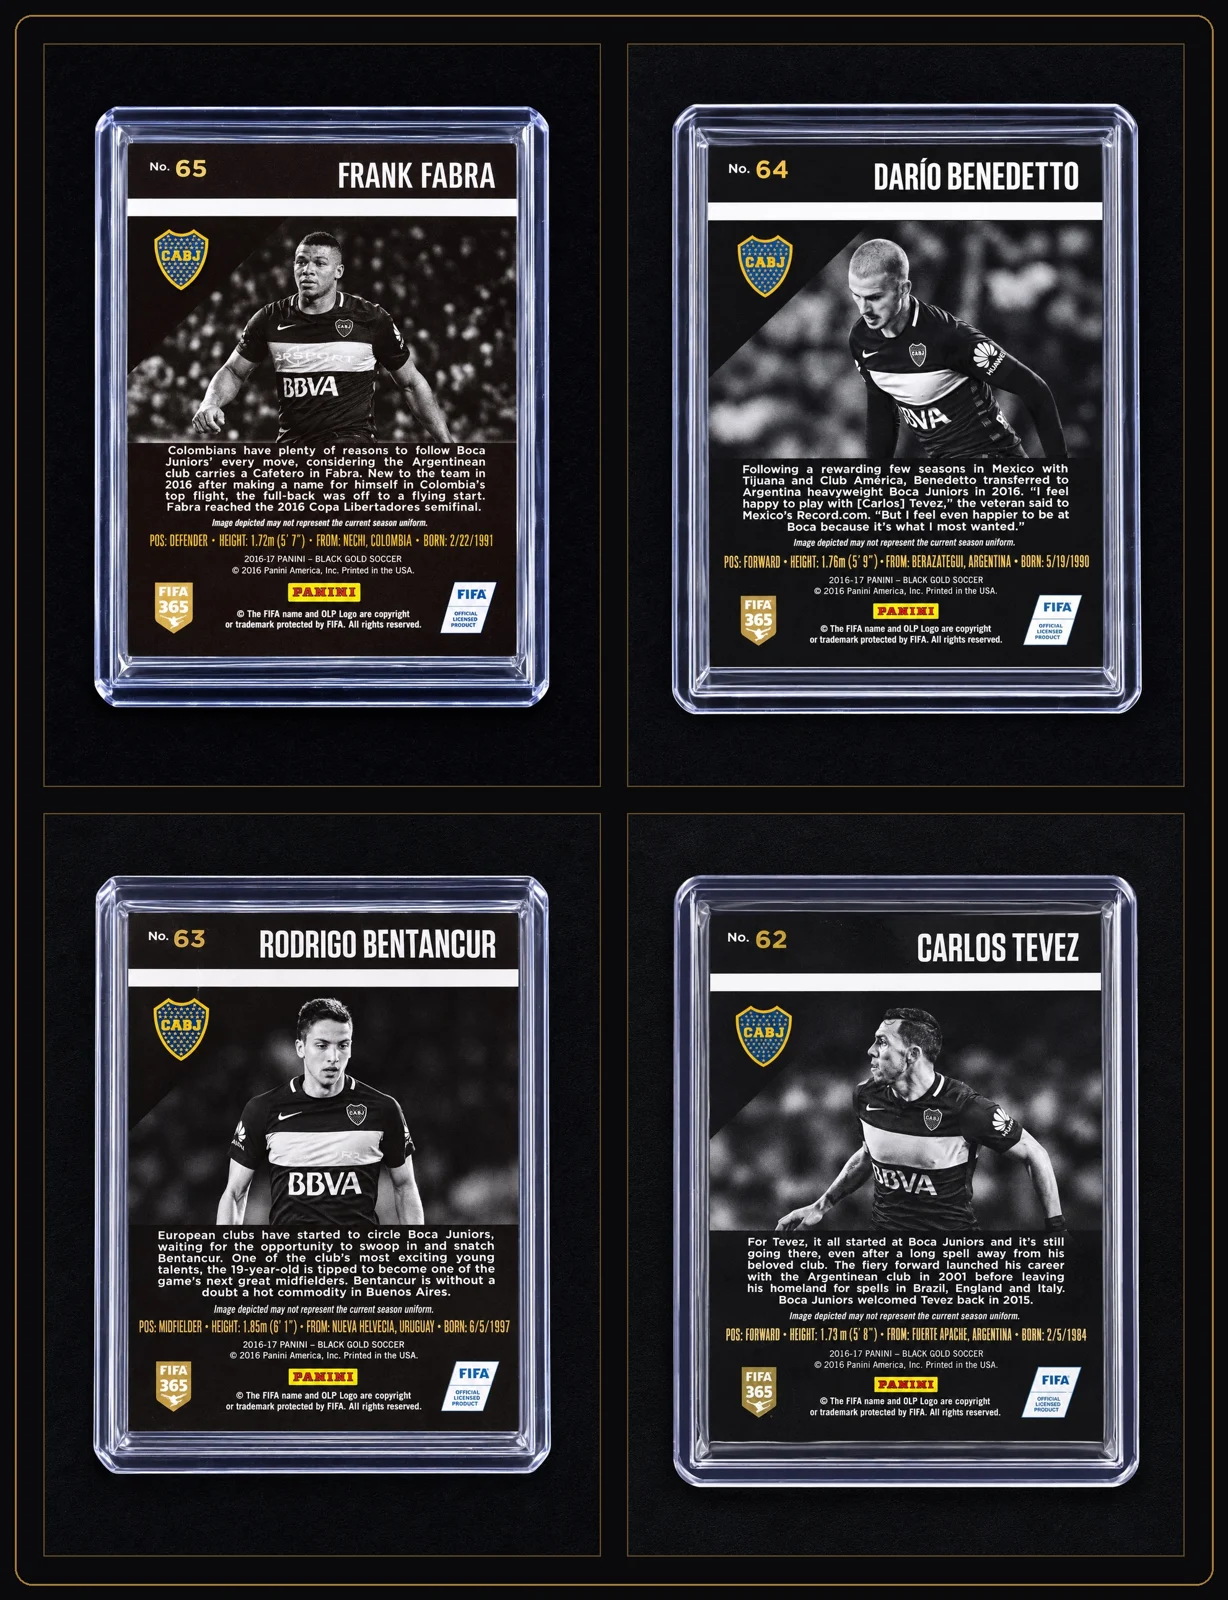 No. 65
FRANK FABRA
CABJ
CABJ
BBVA
Colombians have plenty of reasons to follow Boca
Juniors' every move, considering the Argentinean
club carries a Cafetero in Fabra. New to the team in
2016 after making a name for himself in Colombia's
top flight, the full-back was off to a flying start.
Fabra reached the 2016 Copa Libertadores semifinal.
Image depicted may not represent the current season uniform.
POS: DEFENDER • HEIGHT: 1.72m (5' 7") • FROM: NECHI, COLOMBIA • BORN: 2/22/1991
2016-17 PANINI – BLACK GOLD SOCCER
© 2016 Panini America, Inc. Printed in the USA.
FIFA
365
PANINI
© The FIFA name and OLP Logo are copyright
or trademark protected by FIFA. All rights reserved.
FIFA
OFFICIAL
LICENSED
PRODUCT
No. 64
DARÍO BENEDETTO
CABJ
CABJ
HUAWEI
BBVA
Following a rewarding few seasons in Mexico with
Tijuana and Club América, Benedetto transferred to
Argentina heavyweight Boca Juniors in 2016. "I feel
happy to play with [Carlos] Tevez," the veteran said to
Mexico's Record.com. "But I feel even happier to be at
Boca because it's what I most wanted."
Image depicted may not represent the current season uniform.
POS: FORWARD • HEIGHT: 1.76m (5' 9") • FROM: BERAZATEGUI, ARGENTINA • BORN: 5/19/1990
2016-17 PANINI – BLACK GOLD SOCCER
© 2016 Panini America, Inc. Printed in the USA.
FIFA
365
PANINI
© The FIFA name and OLP Logo are copyright
or trademark protected by FIFA. All rights reserved.
FIFA
OFFICIAL
LICENSED
PRODUCT
No. 63
RODRIGO BENTANCUR
CABJ
CABJ
BBVA
European clubs have started to circle Boca Juniors,
waiting for the opportunity to swoop in and snatch
Bentancur. One of the club's most exciting young
talents, the 19-year-old is tipped to become one of the
game's next great midfielders. Bentancur is without a
doubt a hot commodity in Buenos Aires.
Image depicted may not represent the current season uniform.
POS: MIDFIELDER • HEIGHT: 1.85m (6' 1") • FROM: NUEVA HELVECIA, URUGUAY • BORN: 6/5/1997
2016-17 PANINI – BLACK GOLD SOCCER
© 2016 Panini America, Inc. Printed in the USA.
FIFA
365
PANINI
© The FIFA name and OLP Logo are copyright
or trademark protected by FIFA. All rights reserved.
FIFA
OFFICIAL
LICENSED
PRODUCT
No. 62
CARLOS TEVEZ
CABJ
CABJ
BBVA
For Tevez, it all started at Boca Juniors and it's still
going there, even after a long spell away from his
beloved club. The fiery forward launched his career
with the Argentinean club in 2001 before leaving
his homeland for spells in Brazil, England and Italy.
Boca Juniors welcomed Tevez back in 2015.
Image depicted may not represent the current season uniform.
POS: FORWARD • HEIGHT: 1.73 m (5' 8") • FROM: FUERTE APACHE, ARGENTINA • BORN: 2/5/1984
2016-17 PANINI – BLACK GOLD SOCCER
© 2016 Panini America, Inc. Printed in the USA.
FIFA
365
PANINI
© The FIFA name and OLP Logo are copyright
or trademark protected by FIFA. All rights reserved.
FIFA
OFFICIAL
LICENSED
PRODUCT